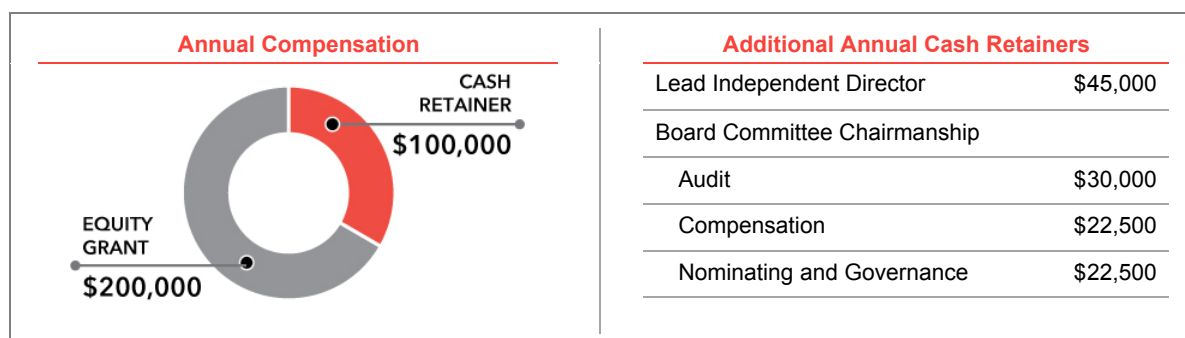 Annual Compensation
CASH
RETAINER
$100,000
EQUITY
GRANT
$200,000
Additional Annual Cash Retainers
Lead Independent Director $45,000
Board Committee Chairmanship
Audit $30,000
Compensation $22,500
Nominating and Governance $22,500